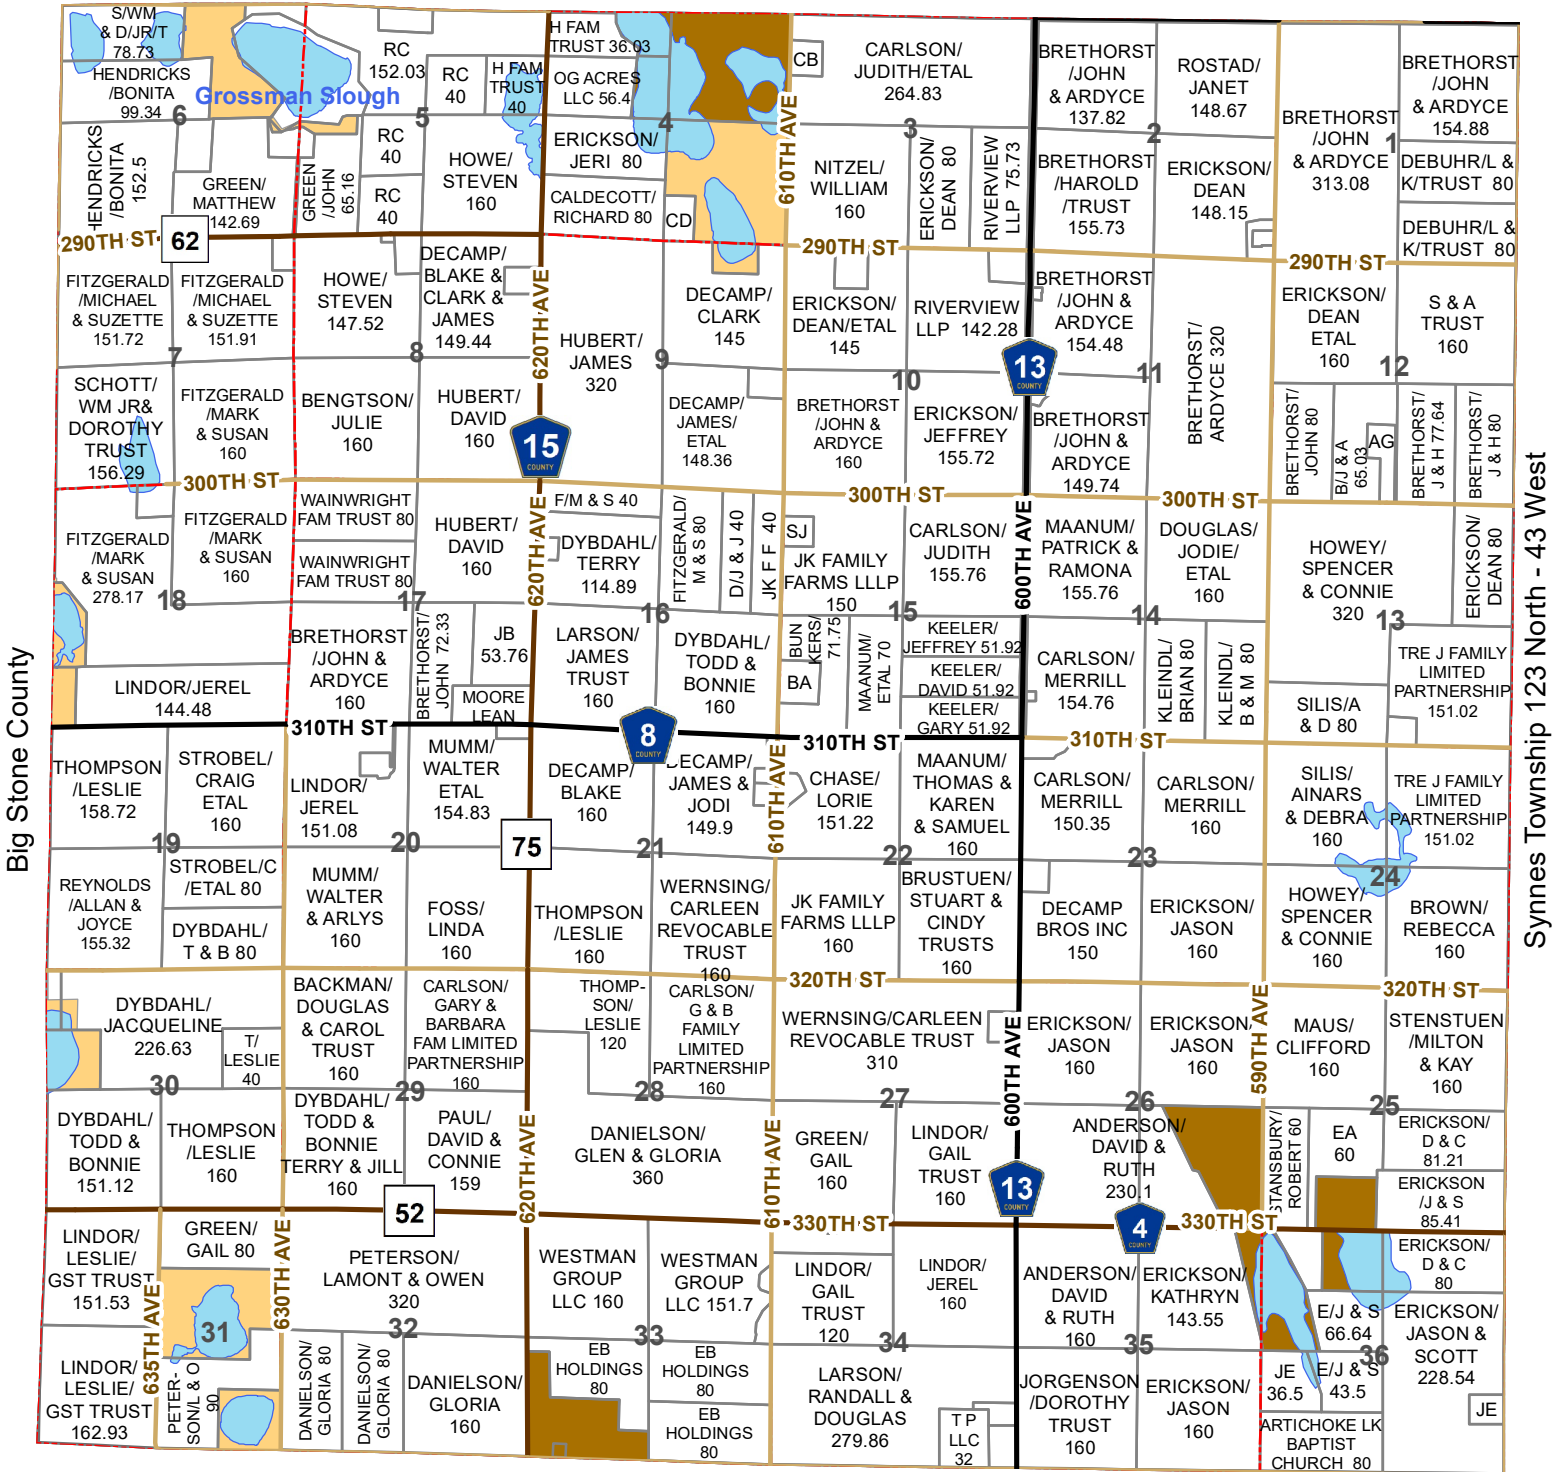 S/WM
& D/JR/T
78.73
HENDRICKS
/BONITA
99.34
6
Grossman Slough
RC
152.03
RC
40
H FAM
TRUST
40
5
RC
40
RC
40
HENDRICKS
/BONITA
152.5
GREEN/
MATTHEW
142.69
GREEN
/JOHN
65.16
HOWE/
STEVEN
160
H FAM
TRUST 36.03
OG ACRES
LLC 56.4
4
ERICKSON/
JERI 80
CALDECOTT/
RICHARD 80
CD
610TH AVE
CB
CARLSON/
JUDITH/ETAL
264.83
3
NITZEL/
WILLIAM
160
ERICKSON/
DEAN 80
RIVERVIEW
LLP 75.73
BRETHORST
/JOHN
& ARDYCE
137.82
ROSTAD/
JANET
148.67
2
BRETHORST
/HAROLD
/TRUST
155.73
ERICKSON/
DEAN
148.15
BRETHORST
/JOHN
& ARDYCE
313.08
1
BRETHORST
/JOHN
& ARDYCE
154.88
DEBUHR/L &
K/TRUST 80
DEBUHR/L &
K/TRUST 80
290TH ST
62
290TH ST
290TH ST
FITZGERALD
/MICHAEL
& SUZETTE
151.72
FITZGERALD
/MICHAEL
& SUZETTE
151.91
7
HOWE/
STEVEN
147.52
DECAMP/
BLAKE &
CLARK &
JAMES
149.44
8
620TH AVE
HUBERT/
JAMES
320
9
DECAMP/
CLARK
145
ERICKSON/
DEAN/ETAL
145
RIVERVIEW
LLP 142.28
10
13
COUNTY
BRETHORST
/JOHN &
ARDYCE
154.48
11
BRETHORST/
ARDYCE 320
ERICKSON/
DEAN
ETAL
160
S & A
TRUST
160
12
SCHOTT/
WM JR&
DOROTHY
TRUST
156.29
FITZGERALD
/MARK
& SUSAN
160
BENGTSON/
JULIE
160
HUBERT/
DAVID
160
15
COUNTY
DECAMP/
JAMES/
ETAL
148.36
BRETHORST
/JOHN &
ARDYCE
160
ERICKSON/
JEFFREY
155.72
BRETHORST
/JOHN &
ARDYCE
149.74
BRETHORST/
JOHN 80
B/J & A
65.03
AG
BRETHORST/
J & H 77.64
BRETHORST/
J & H 80
300TH ST
300TH ST
300TH ST
FITZGERALD
/MARK
& SUSAN
278.17
FITZGERALD
/MARK
& SUSAN
160
18
WAINWRIGHT
FAM TRUST 80
WAINWRIGHT
FAM TRUST 80
17
HUBERT/
DAVID
160
620TH AVE
F/M & S 40
DYBDAHL/
TERRY
114.89
16
FITZGERALD/
M & S 80
D/J & J 40
JK F F 40
SJ
JK FAMILY
FARMS LLLP
150
15
CARLSON/
JUDITH
155.76
600TH AVE
MAANUM/
PATRICK &
RAMONA
155.76
14
DOUGLAS/
JODIE/
ETAL
160
HOWEY/
SPENCER
& CONNIE
320
13
ERICKSON/
DEAN 80
LINDOR/JEREL
144.48
BRETHORST
/JOHN &
ARDYCE
160
BRETHORST/
JOHN 72.33
JB
53.76
MOORE
LEAN
LARSON/
JAMES
TRUST
160
DYBDAHL/
TODD &
BONNIE
160
BUN
KERS/
71.75
BA
MAANUM/
ETAL 70
KEELER/
JEFFREY 51.92
KEELER/
DAVID 51.92
KEELER/
GARY 51.92
CARLSON/
MERRILL
154.76
KLEINDL/
BRIAN 80
KLEINDL/
B & M 80
SILIS/A
& D 80
TRE J FAMILY
LIMITED
PARTNERSHIP
151.02
310TH ST
8
COUNTY
310TH ST
310TH ST
THOMPSON
/LESLIE
158.72
STROBEL/
CRAIG
ETAL
160
19
LINDOR/
JEREL
151.08
20
MUMM/
WALTER
ETAL
154.83
75
DECAMP/
BLAKE
160
21
DECAMP/
JAMES &
JODI
149.9
610TH AVE
CHASE/
LORIE
151.22
22
MAANUM/
THOMAS &
KAREN
& SAMUEL
160
CARLSON/
MERRILL
150.35
23
CARLSON/
MERRILL
160
SILIS/
AINARS
& DEBRA
160
24
TRE J FAMILY
LIMITED
PARTNERSHIP
151.02
REYNOLDS
/ALLAN &
JOYCE
155.32
STROBEL/C
/ETAL 80
DYBDAHL/
T & B 80
MUMM/
WALTER
& ARLYS
160
FOSS/
LINDA
160
THOMPSON
/LESLIE
160
WERNSING/
CARLEEN
REVOCABLE
TRUST
160
JK FAMILY
FARMS LLLP
160
BRUSTUEN/
STUART &
CINDY
TRUSTS
160
DECAMP
BROS INC
150
ERICKSON/
JASON
160
HOWEY/
SPENCER
& CONNIE
160
BROWN/
REBECCA
160
320TH ST
320TH ST
DYBDAHL/
JACQUELINE
226.63
T/
LESLIE
40
30
BACKMAN/
DOUGLAS
& CAROL
TRUST
160
CARLSON/
GARY &
BARBARA
FAM LIMITED
PARTNERSHIP
160
29
THOMP-
SON/
LESLIE
120
28
CARLSON/
G & B
FAMILY
LIMITED
PARTNERSHIP
160
WERNSING/CARLEEN
REVOCABLE TRUST
310
27
600TH AVE
ERICKSON/
JASON
160
26
ERICKSON/
JASON
160
590TH AVE
MAUS/
CLIFFORD
160
STENSTUEN
/MILTON
& KAY
160
25
DYBDAHL/
TODD &
BONNIE
151.12
THOMPSON
/LESLIE
160
DYBDAHL/
TODD &
BONNIE
TERRY & JILL
160
PAUL/
DAVID &
CONNIE
159
620TH AVE
DANIELSON/
GLEN & GLORIA
360
610TH AVE
GREEN/
GAIL
160
LINDOR/
GAIL
TRUST
160
13
COUNTY
ANDERSON/
DAVID &
RUTH
230.1
STANSBURY/
ROBERT 60
EA
60
ERICKSON/
D & C
81.21
ERICKSON
/J & S
85.41
52
330TH ST
4
COUNTY
330TH ST
LINDOR/
LESLIE/
GST TRUST
151.53
635TH AVE
GREEN/
GAIL 80
31
630TH AVE
PETERSON/
LAMONT & OWEN
320
32
WESTMAN
GROUP
LLC 160
33
WESTMAN
GROUP
LLC 151.7
LINDOR/
GAIL
TRUST
120
34
LINDOR/
JEREL
160
ANDERSON/
DAVID
& RUTH
160
35
ERICKSON/
KATHRYN
143.55
E/J & S
66.64
36
ERICKSON/
D & C
80
ERICKSON/
JASON &
SCOTT
228.54
LINDOR/
LESLIE/
GST TRUST
162.93
PETER-
SON/L & O
90
DANIELSON/
GLORIA 80
DANIELSON/
GLORIA 80
DANIELSON/
GLORIA
160
EB
HOLDINGS
80
EB
HOLDINGS
80
EB
HOLDINGS
80
LARSON/
RANDALL &
DOUGLAS
279.86
T P
LLC
32
JORGENSON
/DOROTHY
TRUST
160
ERICKSON/
JASON
160
JE
36.5
E/J & S
43.5
ARTICHOKE LK
BAPTIST
CHURCH 80
JE
Big Stone County
Synnes Township 123 North - 43 West